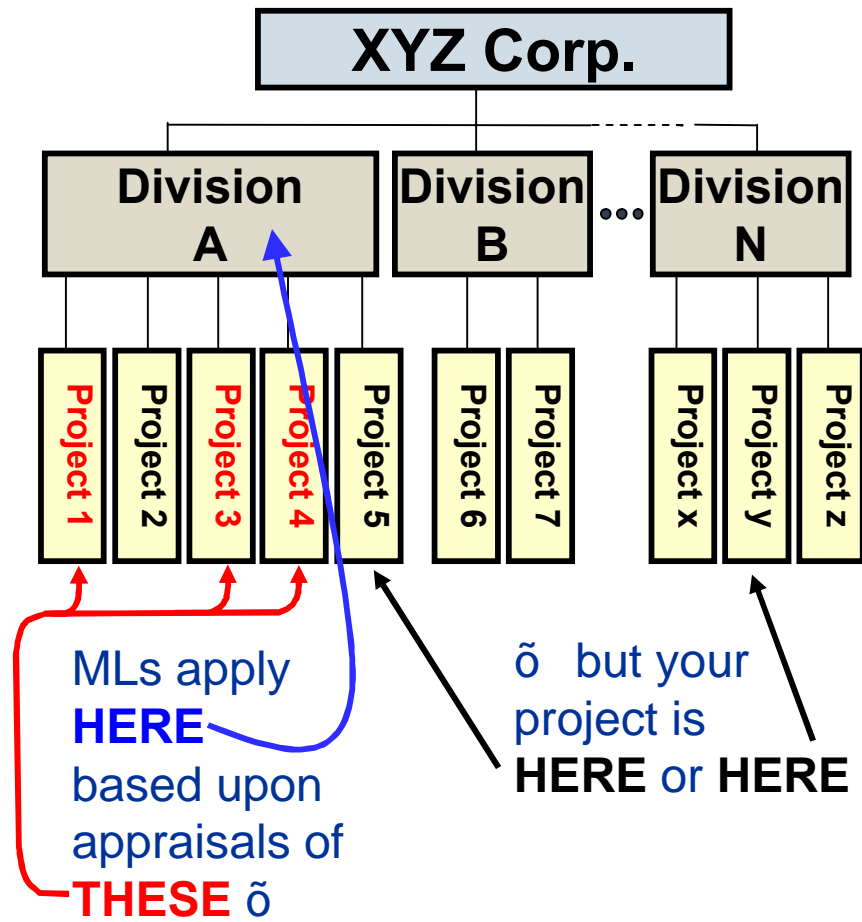 XYZ Corp.
Division
A
Division
B
Division
N
Project 1
Project 2
Project 3
Project 4
Project 5
Project 6
Project 7
Project x
Project y
Project z
MLs apply
HERE
based upon
appraisals of
THESE õ
õ but your
project is
HERE or HERE